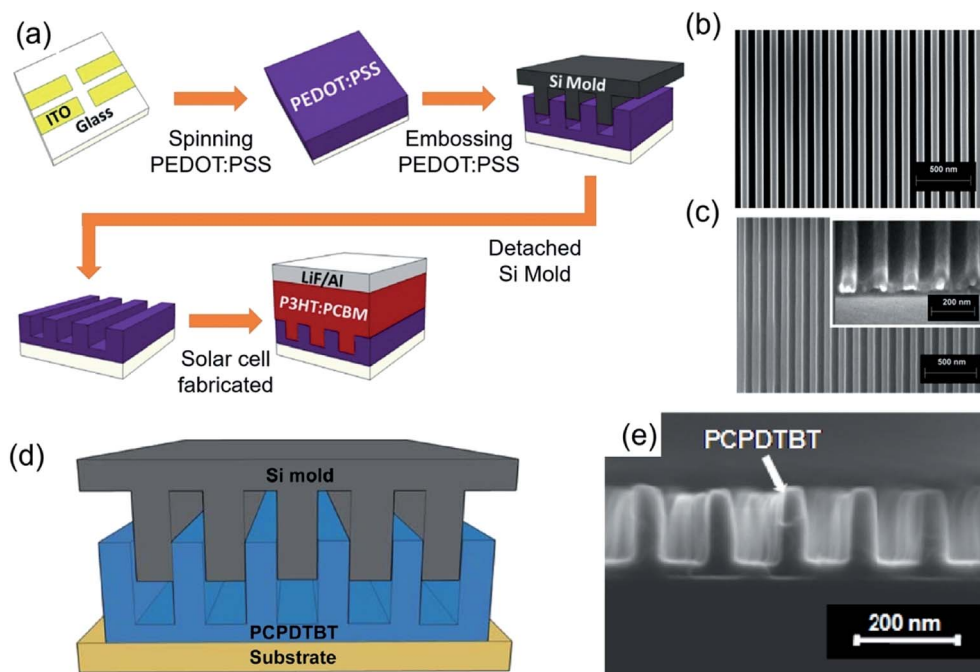 (a)
ITO
Glass
Spinning
PEDOT:PSS
PEDOT:PSS
Embossing
PEDOT:PSS
Si Mold
Detached
Si Mold
Solar cell
fabricated
LiF/Al
P3HT:PCBM
(b)
500 nm
(c)
200 nm
500 nm
(d)
Si mold
PCPDTBT
Substrate
(e)
PCPDTBT
200 nm